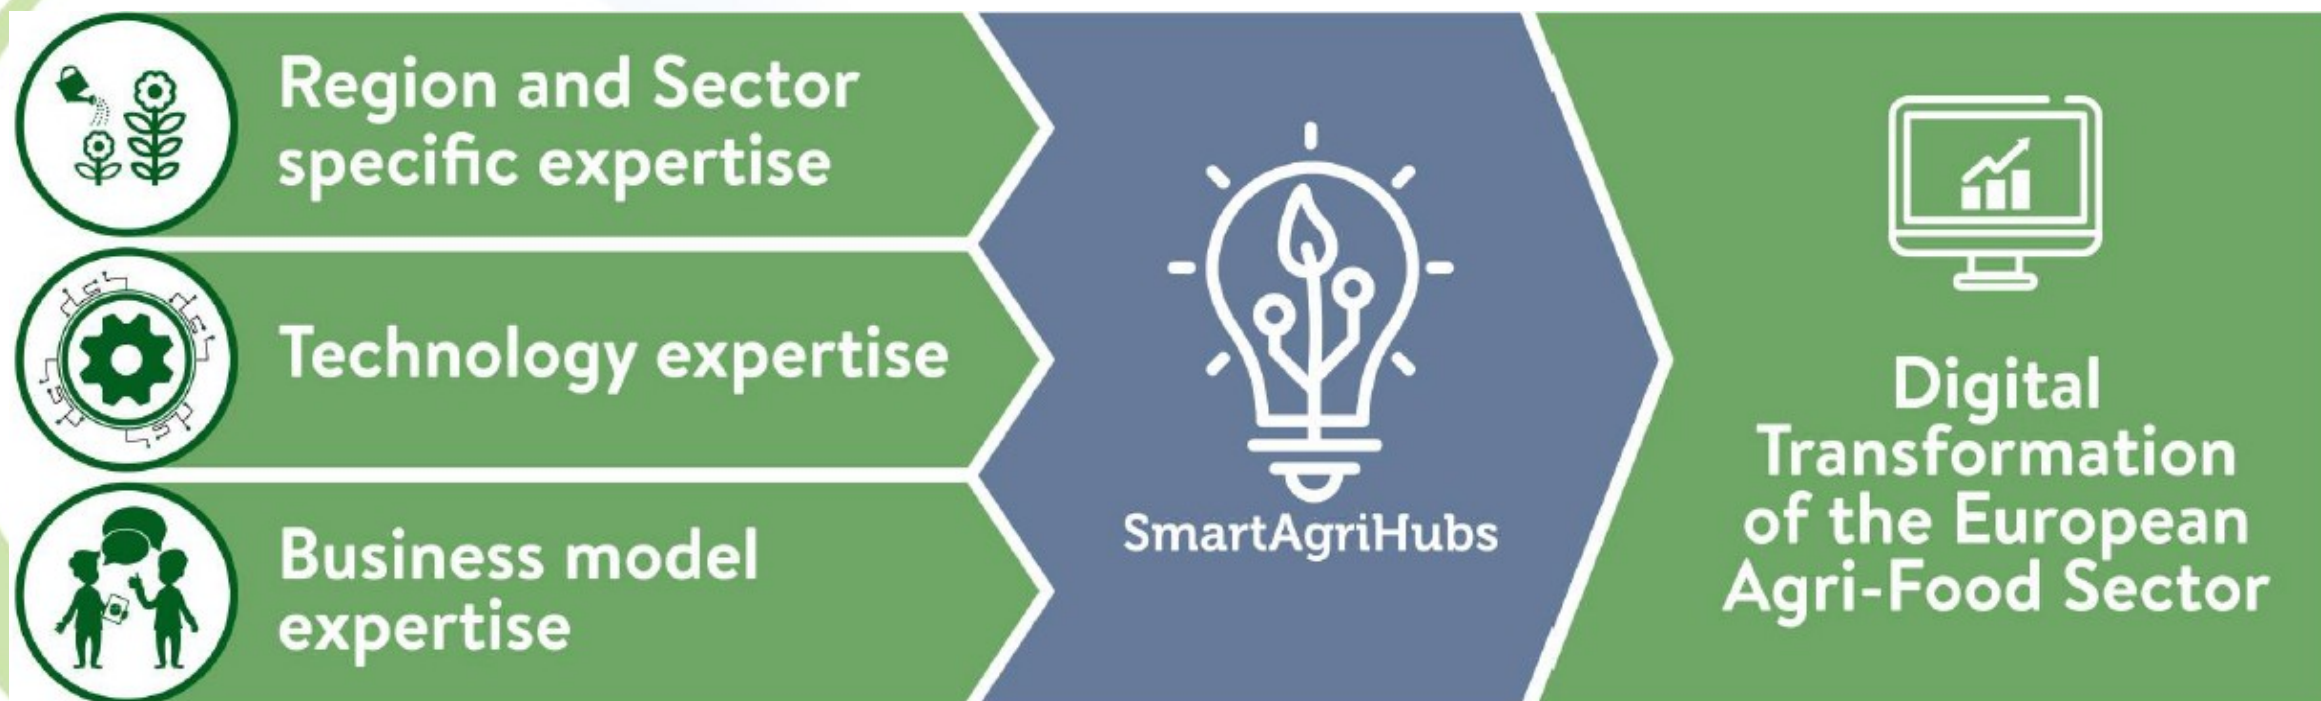 Region and Sector
specific expertise
Technology expertise
Business model
expertise
SmartAgriHubs
Digital
Transformation
of the European
Agri-Food Sector